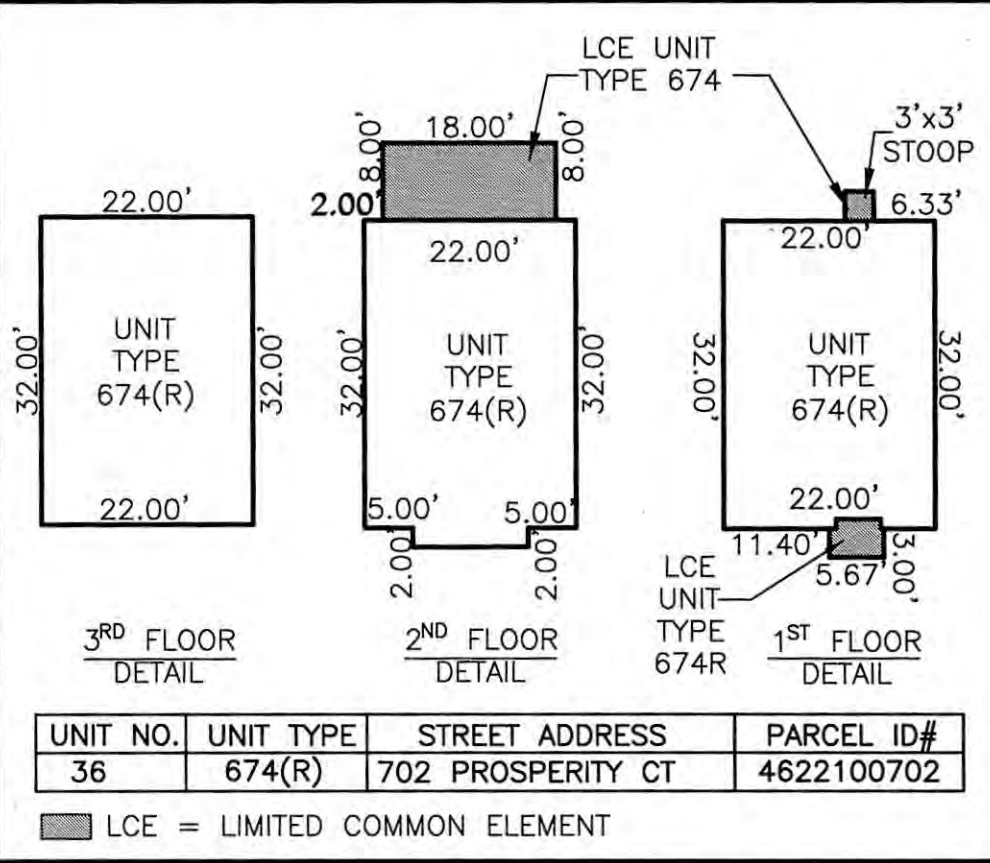 LCE UNIT
TYPE 674
3'x3'
STOOP
22.00'
32.00'
UNIT
TYPE
674(R)
32.00'
22.00'
3RD FLOOR
DETAIL
18.00'
8.00'
8.00'
2.00'
22.00'
32.00'
UNIT
TYPE
674(R)
32.00'
5.00'
5.00'
2.00'
2.00'
2ND FLOOR
DETAIL
6.33'
22.00'
32.00'
UNIT
TYPE
674(R)
32.00'
22.00'
11.40'
5.67'
3.00'
LCE
UNIT
TYPE
674R
1ST FLOOR
DETAIL
UNIT NO. UNIT TYPE STREET ADDRESS PARCEL ID#
36 674(R) 702 PROSPERITY CT 4622100702
LCE = LIMITED COMMON ELEMENT